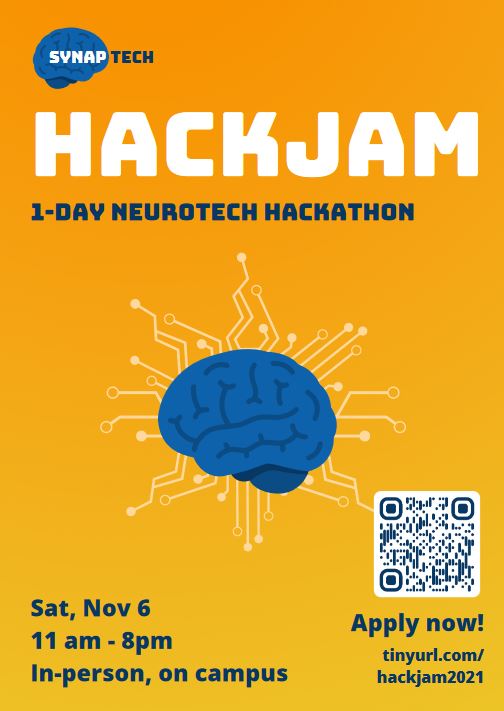 SYNAPTECH
HACKJAM
1-DAY NEUROTECH HACKATHON
Sat, Nov 6
11 am - 8pm
In-person, on campus
Apply now!
tinyurl.com/
hackjam2021